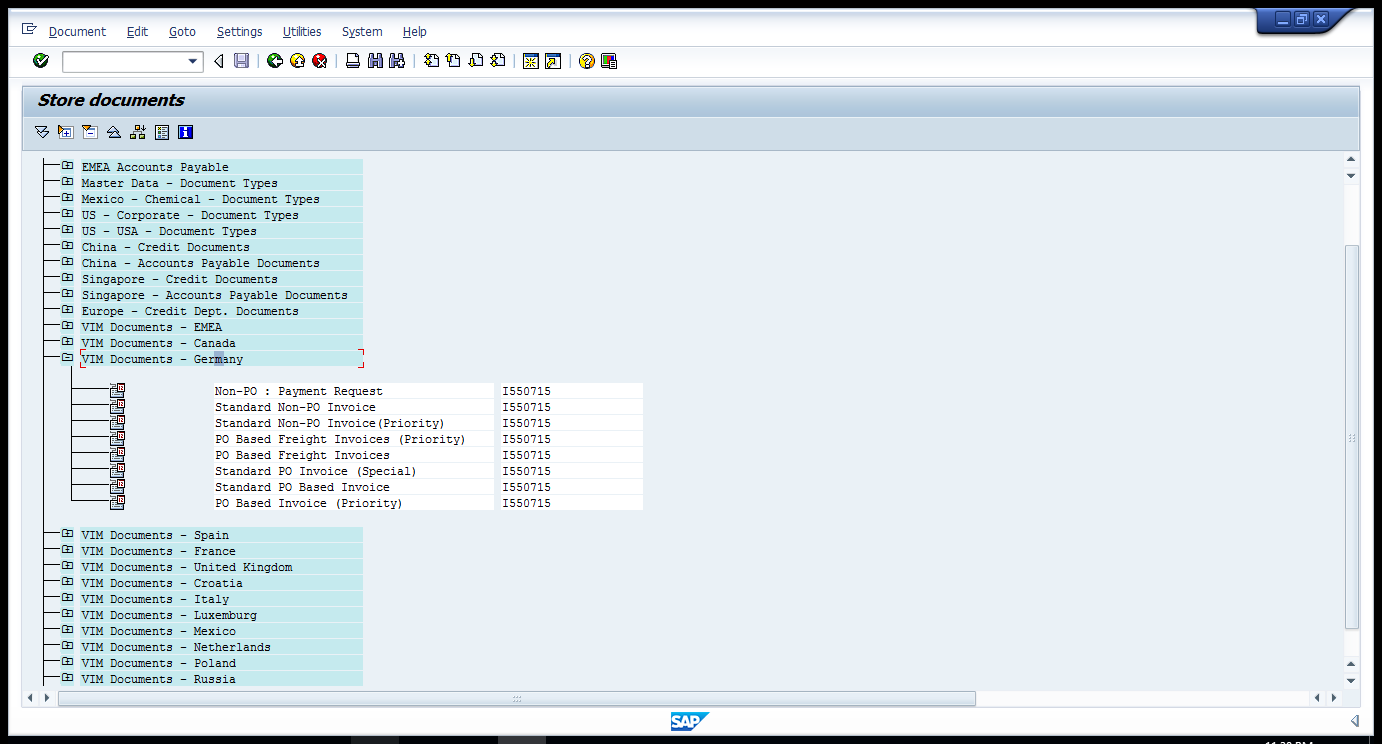 Document Edit Goto Settings Utilities System Help
Store documents
EMEA Accounts Payable
Master Data - Document Types
Mexico - Chemical - Document Types
US - Corporate - Document Types
US - USA - Document Types
China - Credit Documents
China - Accounts Payable Documents
Singapore - Credit Documents
Singapore - Accounts Payable Documents
Europe - Credit Dept. Documents
VIM Documents - EMEA
VIM Documents - Canada
VIM Documents - Germany
Non-PO : Payment Request I550715
Standard Non-PO Invoice I550715
Standard Non-PO Invoice(Priority) I550715
PO Based Freight Invoices (Priority) I550715
PO Based Freight Invoices I550715
Standard PO Invoice (Special) I550715
Standard PO Based Invoice I550715
PO Based Invoice (Priority) I550715
VIM Documents - Spain
VIM Documents - France
VIM Documents - United Kingdom
VIM Documents - Croatia
VIM Documents - Italy
VIM Documents - Luxemburg
VIM Documents - Mexico
VIM Documents - Netherlands
VIM Documents - Poland
VIM Documents - Russia
SAP